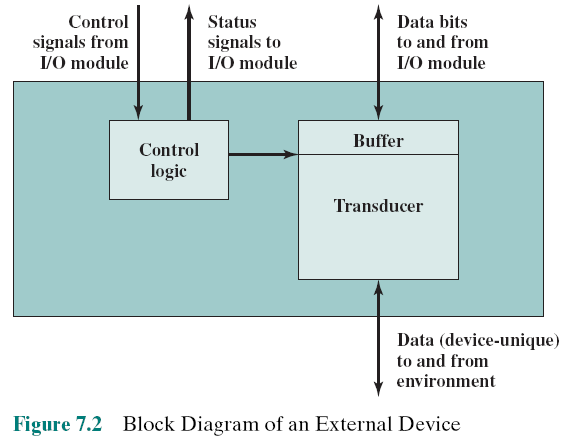 Control
signals from
I/O module
Status
signals to
I/O module
Data bits
to and from
I/O module
Control
logic
Buffer
Transducer
Data (device-unique)
to and from
environment
Figure 7.2 Block Diagram of an External Device